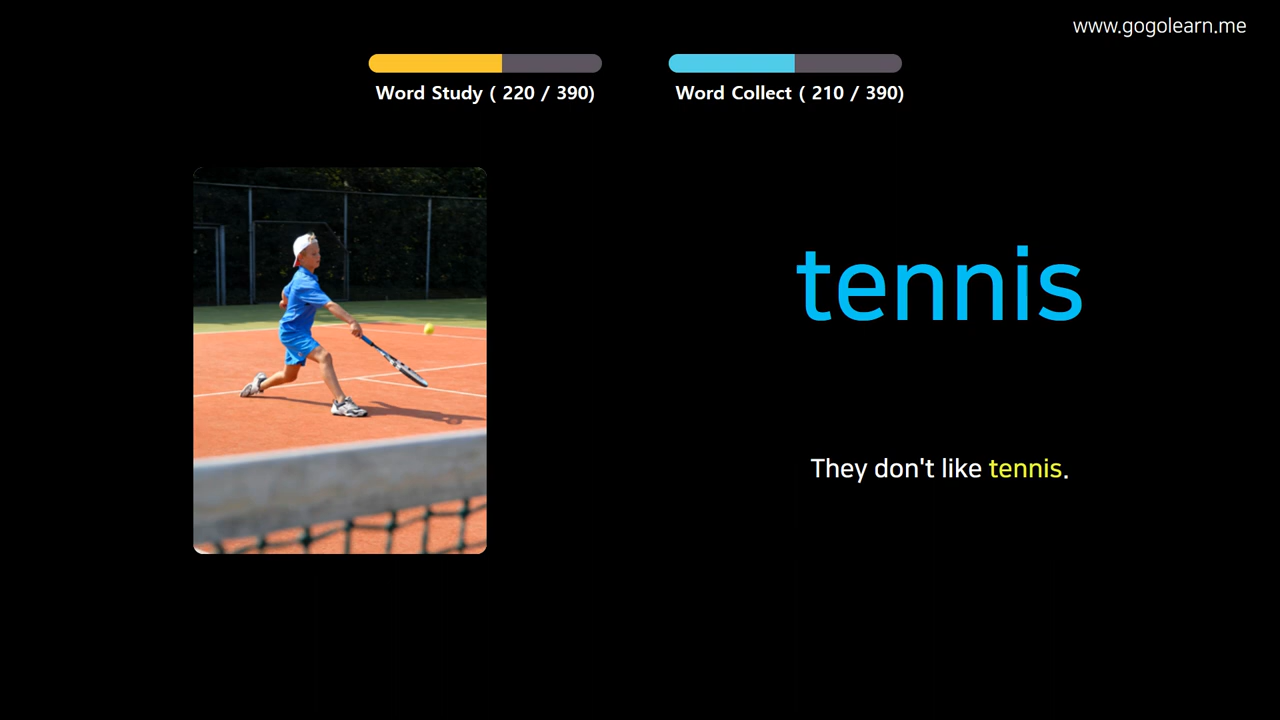 www.gogolearn.me
Word Study ( 220 / 390)
Word Collect ( 210 / 390)
tennis
They don't like tennis.